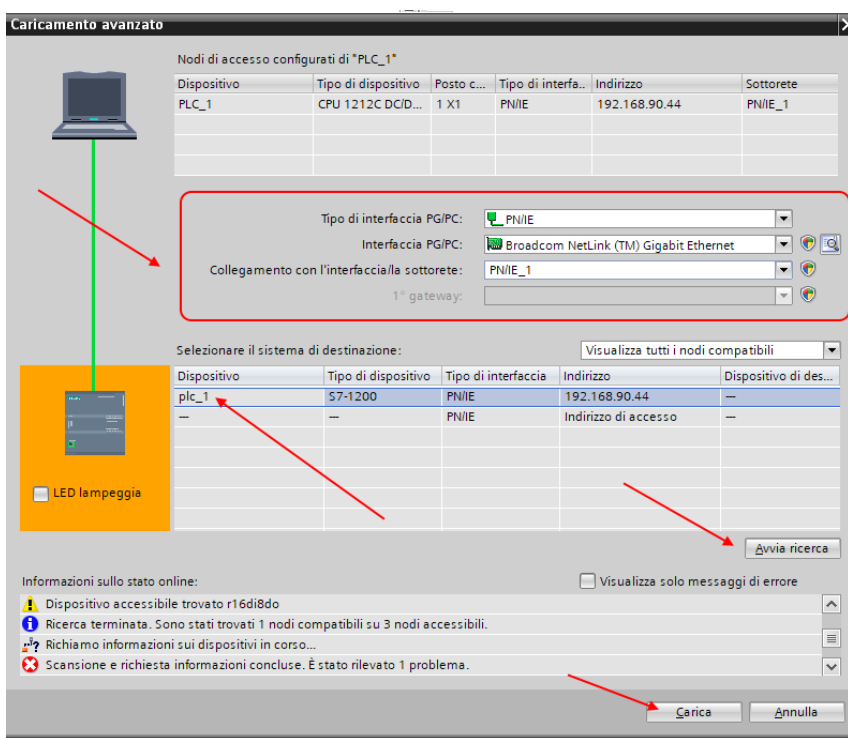 Caricamento avanzato
Nodi di accesso configurati di "PLC_1"
Dispositivo Tipo di dispositivo Posto c... Tipo di interfa.. Indirizzo Sottorete
PLC_1 CPU 1212C DC/D... 1 X1 PN/IE 192.168.90.44 PN/IE_1
Tipo di interfaccia PG/PC: PN/IE
Interfaccia PG/PC: Broadcom NetLink (TM) Gigabit Ethernet
Collegamento con l'interfaccia/la sottorete: PN/IE_1
1° gateway:
Selezionare il sistema di destinazione: Visualizza tutti i nodi compatibili
Dispositivo Tipo di dispositivo Tipo di interfaccia Indirizzo Dispositivo di des...
plc_1 S7-1200 PN/IE 192.168.90.44 —
— — PN/IE Indirizzo di accesso —
LED lampeggia
Avvia ricerca
Informazioni sullo stato online: Visualizza solo messaggi di errore
Dispositivo accessibile trovato r16di8do
Ricerca terminata. Sono stati trovati 1 nodi compatibili su 3 nodi accessibili.
Richiamo informazioni sui dispositivi in corso...
Scansione e richiesta informazioni concluse. È stato rilevato 1 problema.
Carica Annulla